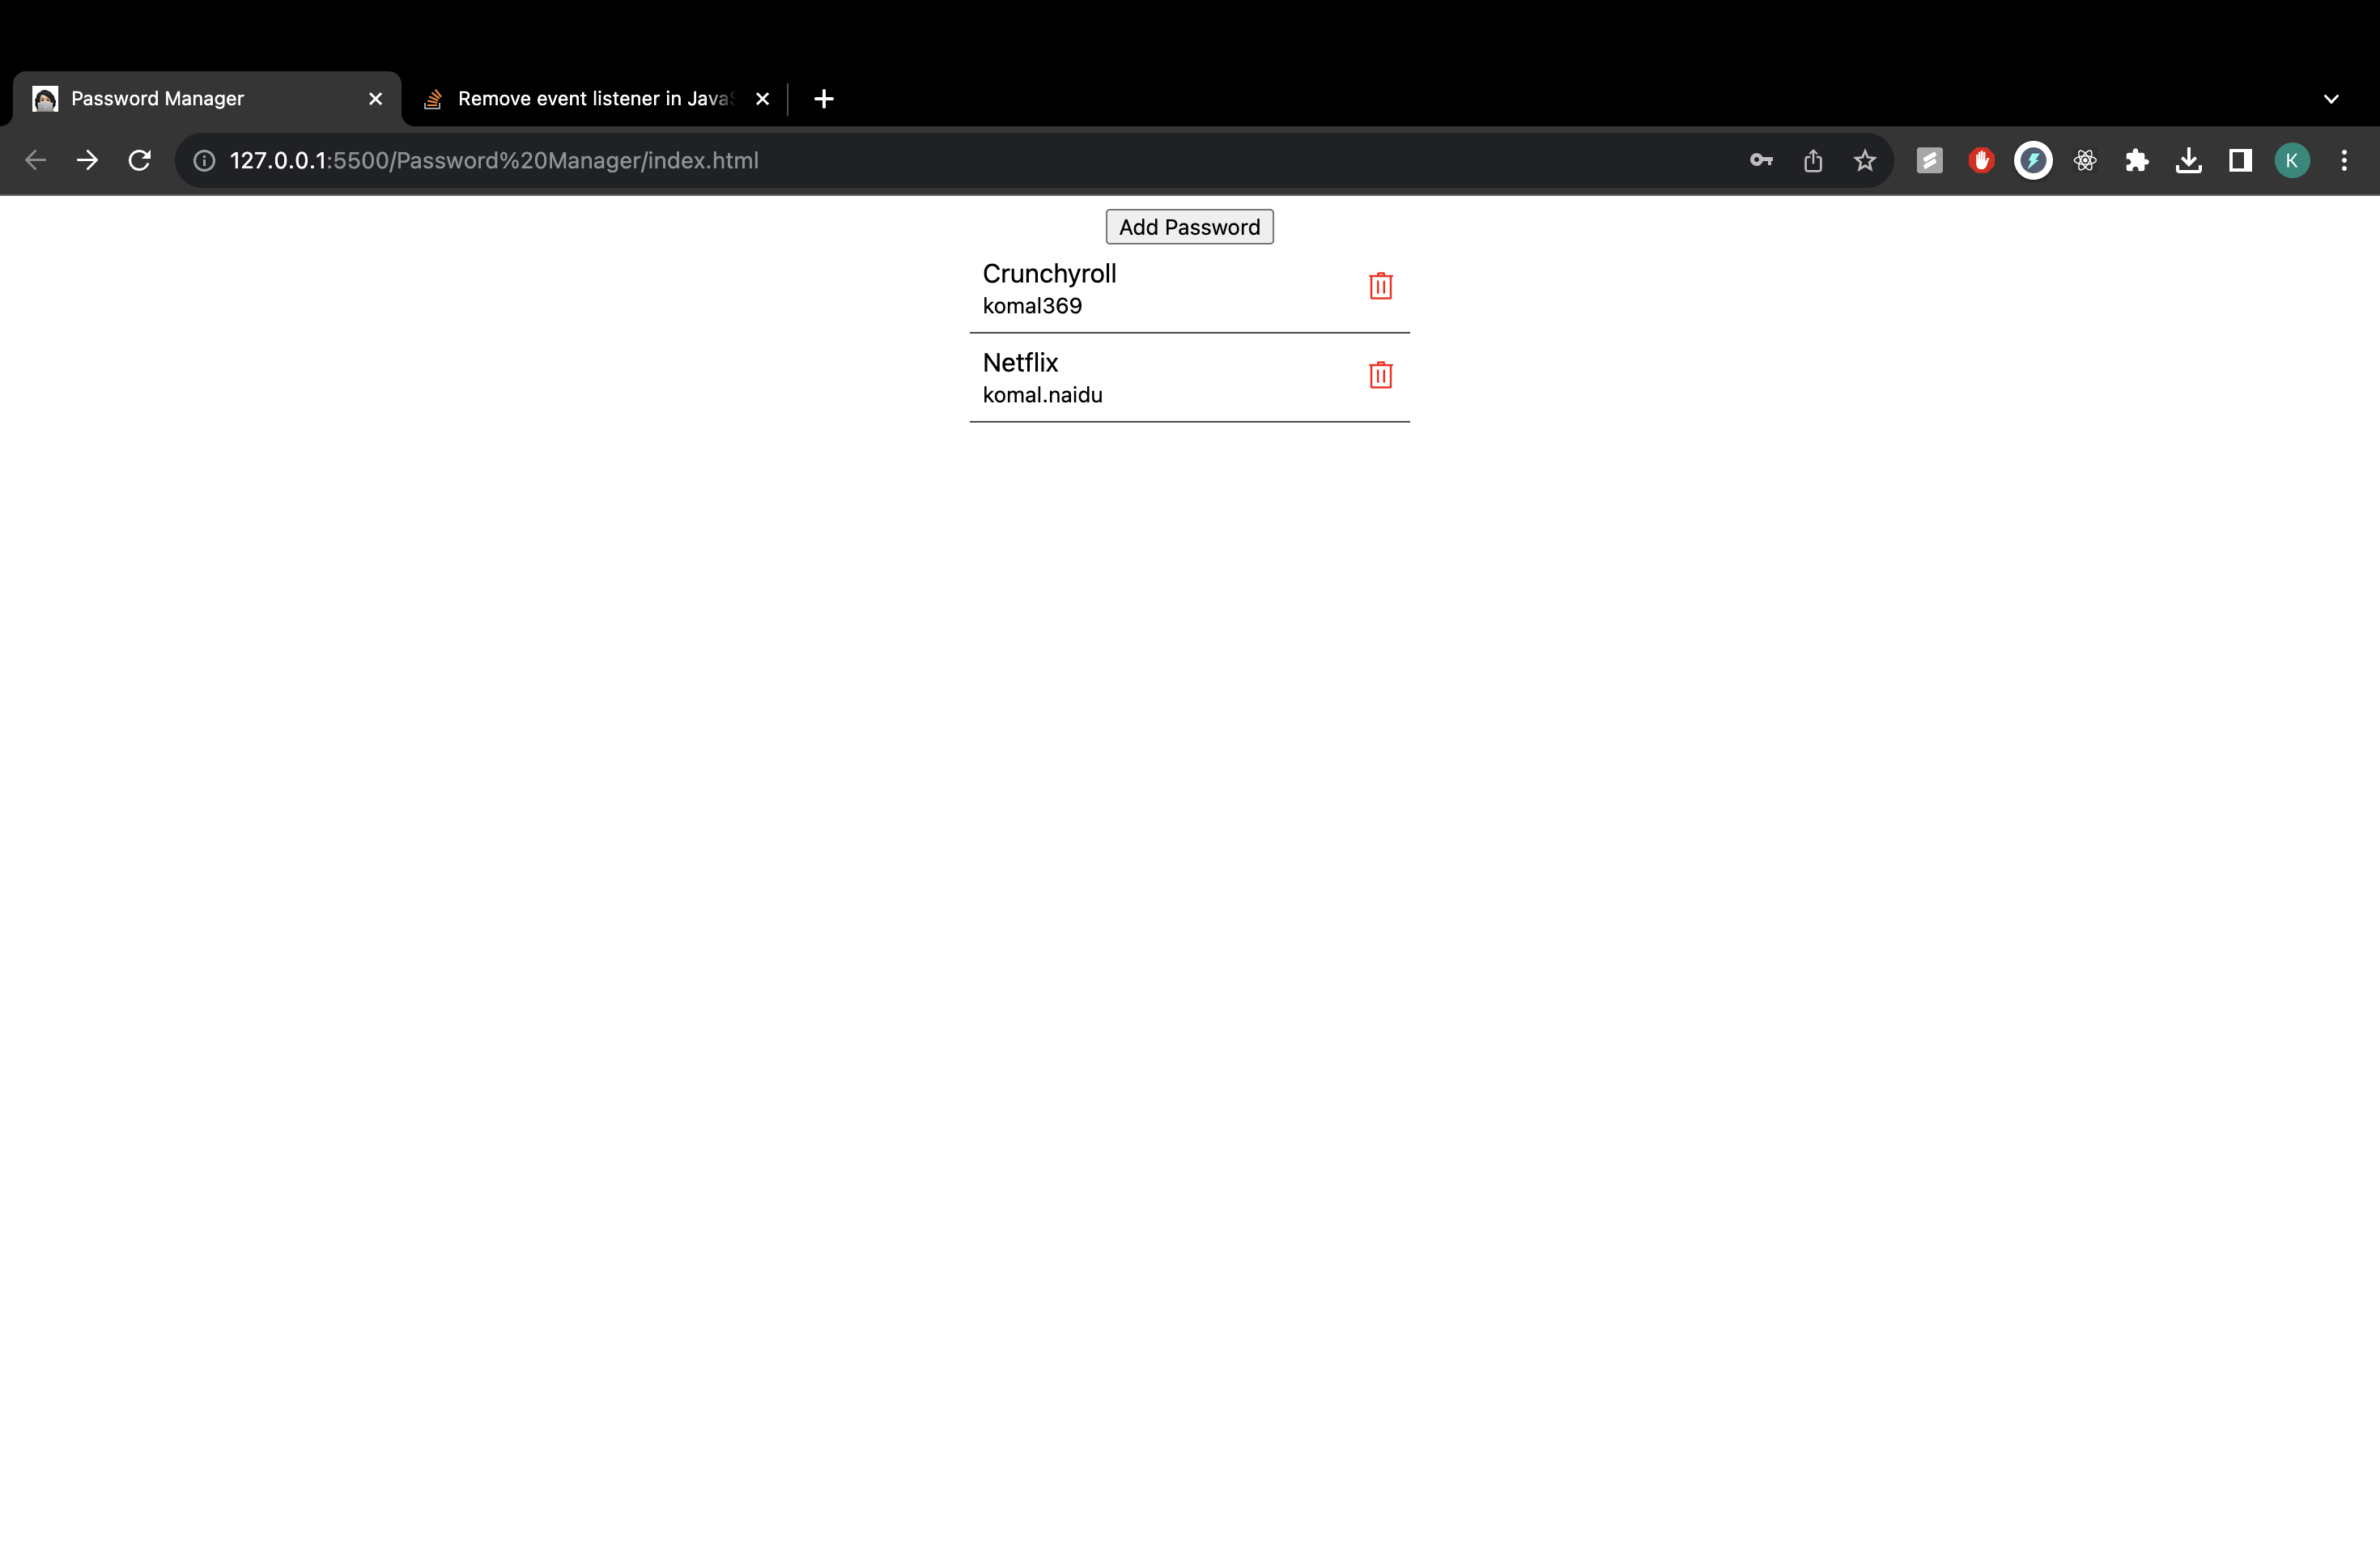 Password Manager
Remove event listener in Java
127.0.0.1:5500/Password%20Manager/index.html
K
Add Password
Crunchyroll
komal369
Netflix
komal.naidu